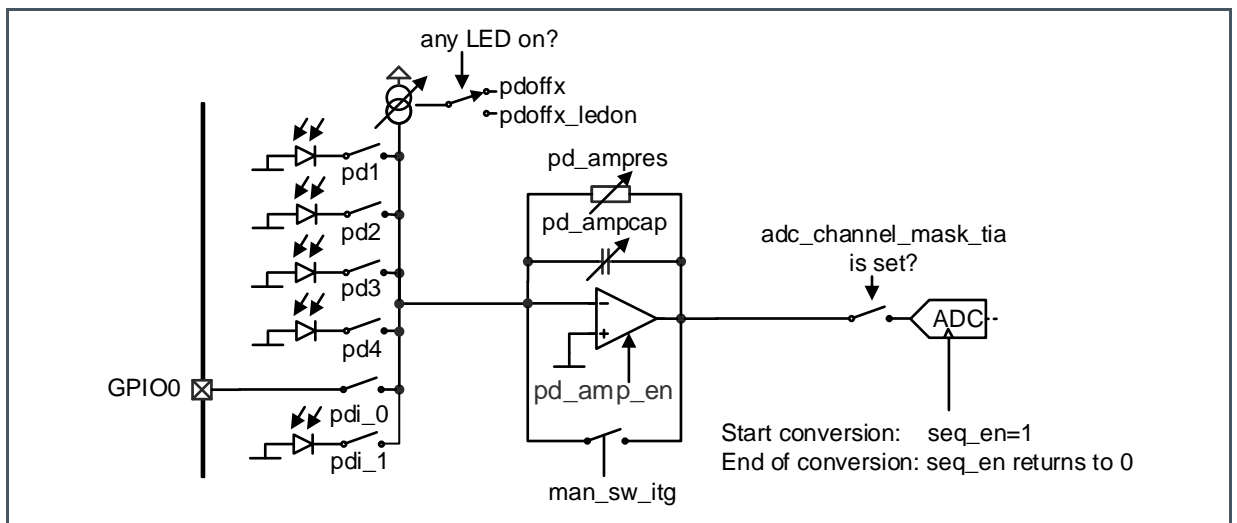 any LED on?
pdoffx
pdoffx_ledon
pd1
pd2
pd3
pd4
GPIO0
pdi_0
pdi_1
pd_ampres
pd_ampcap
-
+
pd_amp_en
man_sw_itg
adc_channel_mask_tia
is set?
ADC
Start conversion: seq_en=1
End of conversion: seq_en returns to 0